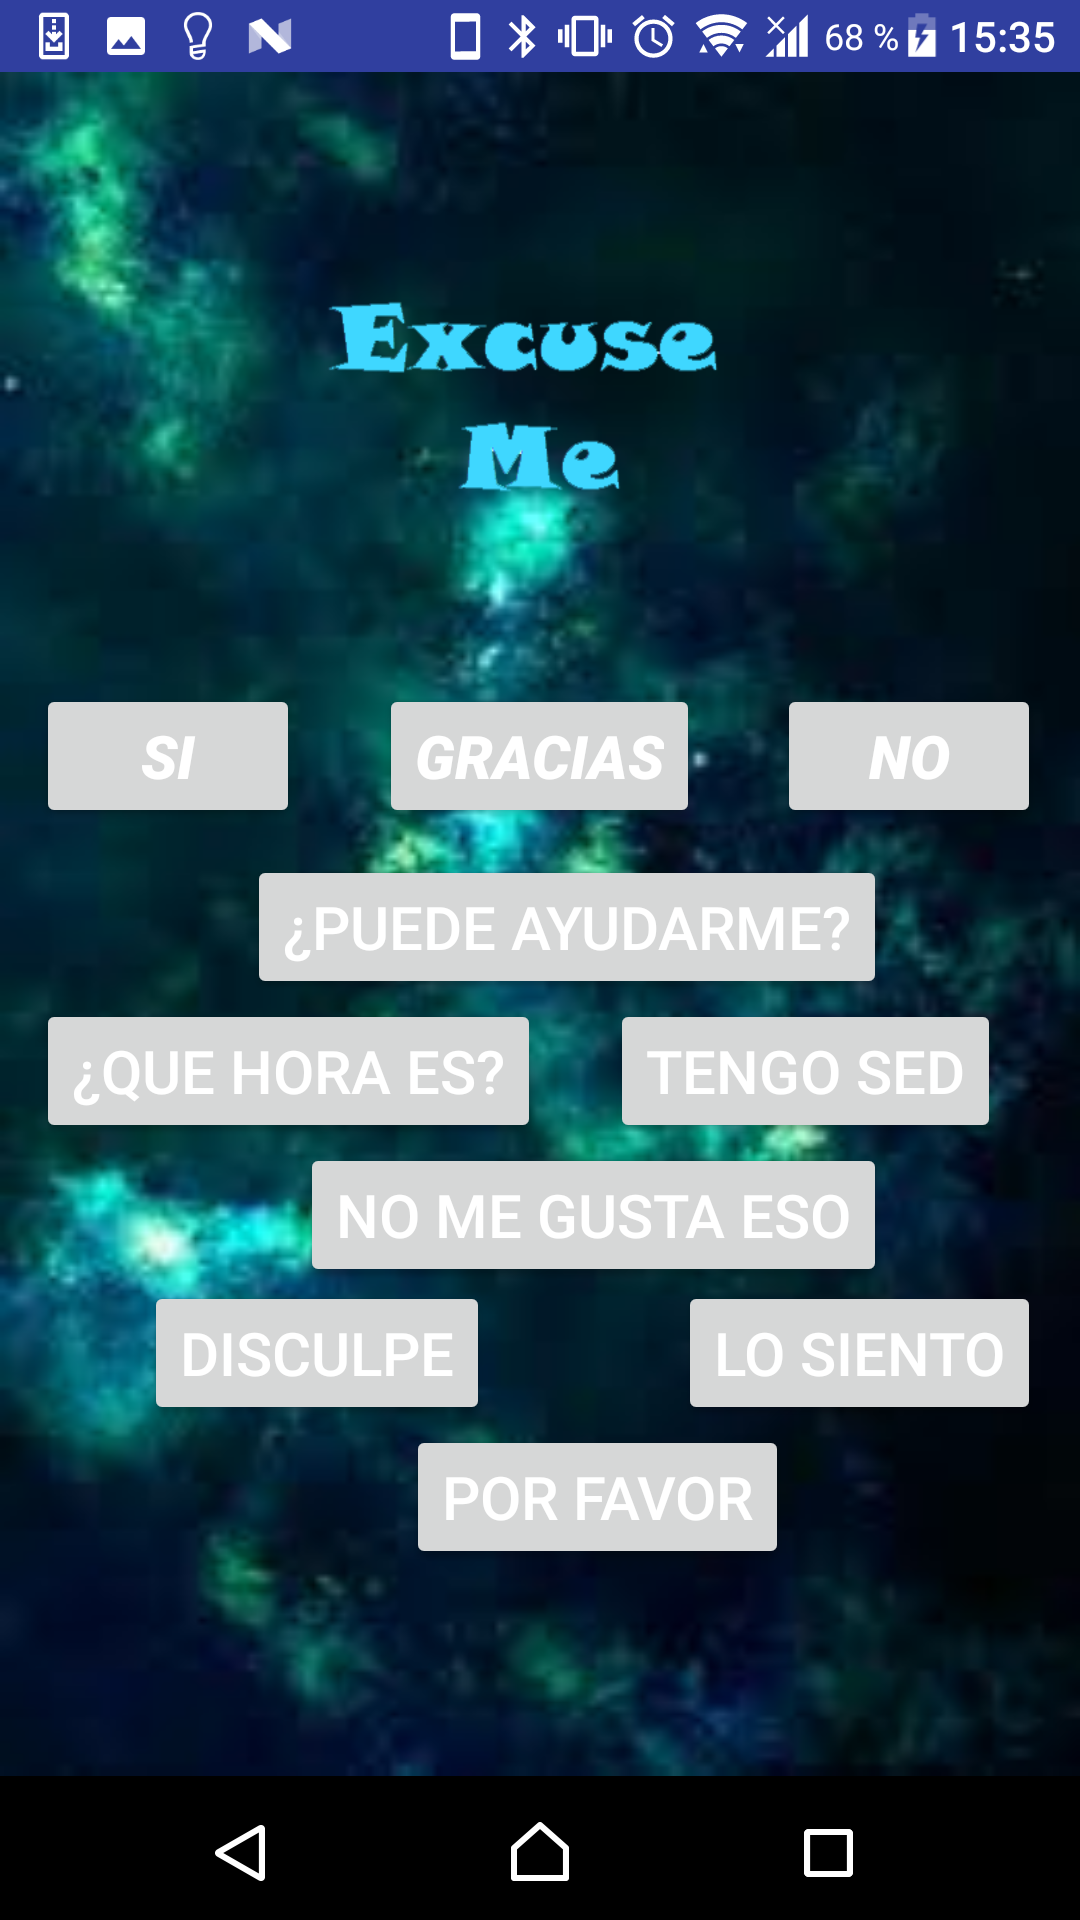 68 % 15:35
Excuse
Me
SI GRACIAS NO
¿PUEDE AYUDARME?
¿QUE HORA ES? TENGO SED
NO ME GUSTA ESO
DISCULPE LO SIENTO
POR FAVOR